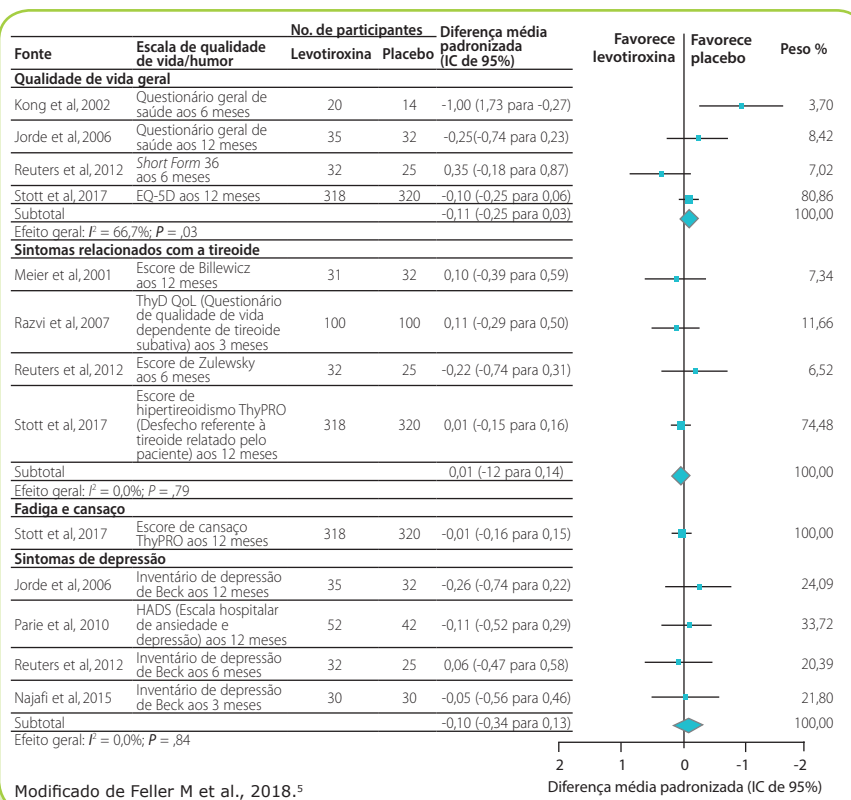 No. de participantes
Diferença média padronizada (IC de 95%)
Favorece levotiroxina
Favorece placebo
Peso %
Fonte Escala de qualidade de vida/humor Levotiroxina Placebo
Qualidade de vida geral
Kong et al, 2002 Questionário geral de saúde aos 6 meses 20 14 -1,00 (1,73 para -0,27) 3,70
Jorde et al, 2006 Questionário geral de saúde aos 12 meses 35 32 -0,25(-0,74 para 0,23) 8,42
Reuters et al, 2012 Short Form 36 aos 6 meses 32 25 0,35 (-0,18 para 0,87) 7,02
Stott et al, 2017 EQ-5D aos 12 meses 318 320 -0,10 (-0,25 para 0,06) 80,86
Subtotal -0,11 (-0,25 para 0,03) 100,00
Efeito geral: I² = 66,7%; P = ,03
Sintomas relacionados com a tireoide
Meier et al, 2001 Escore de Billewicz aos 12 meses 31 32 0,10 (-0,39 para 0,59) 7,34
Razvi et al, 2007 ThyD QoL (Questionário de qualidade de vida dependente de tireoide subativa) aos 3 meses 100 100 0,11 (-0,29 para 0,50) 11,66
Reuters et al, 2012 Escore de Zulewsky aos 6 meses 32 25 -0,22 (-0,74 para 0,31) 6,52
Stott et al, 2017 Escore de hipertireoidismo ThyPRO (Desfecho referente à tireoide relatado pelo paciente) aos 12 meses 318 320 0,01 (-0,15 para 0,16) 74,48
Subtotal 0,01 (-12 para 0,14) 100,00
Efeito geral: I² = 0,0%; P = ,79
Fadiga e cansaço
Stott et al, 2017 Escore de cansaço ThyPRO aos 12 meses 318 320 -0,01 (-0,16 para 0,15) 100,00
Sintomas de depressão
Jorde et al, 2006 Inventário de depressão de Beck aos 12 meses 35 32 -0,26 (-0,74 para 0,22) 24,09
Parie et al, 2010 HADS (Escala hospitalar de ansiedade e depressão) aos 12 meses 52 42 -0,11 (-0,52 para 0,29) 33,72
Reuters et al, 2012 Inventário de depressão de Beck aos 6 meses 32 25 0,06 (-0,47 para 0,58) 20,39
Najafi et al, 2015 Inventário de depressão de Beck aos 3 meses 30 30 -0,05 (-0,56 para 0,46) 21,80
Subtotal -0,10 (-0,34 para 0,13) 100,00
Efeito geral: I² = 0,0%; P = ,84
2 1 0 -1 -2
Diferença média padronizada (IC de 95%)
Modificado de Feller M et al., 2018.⁵